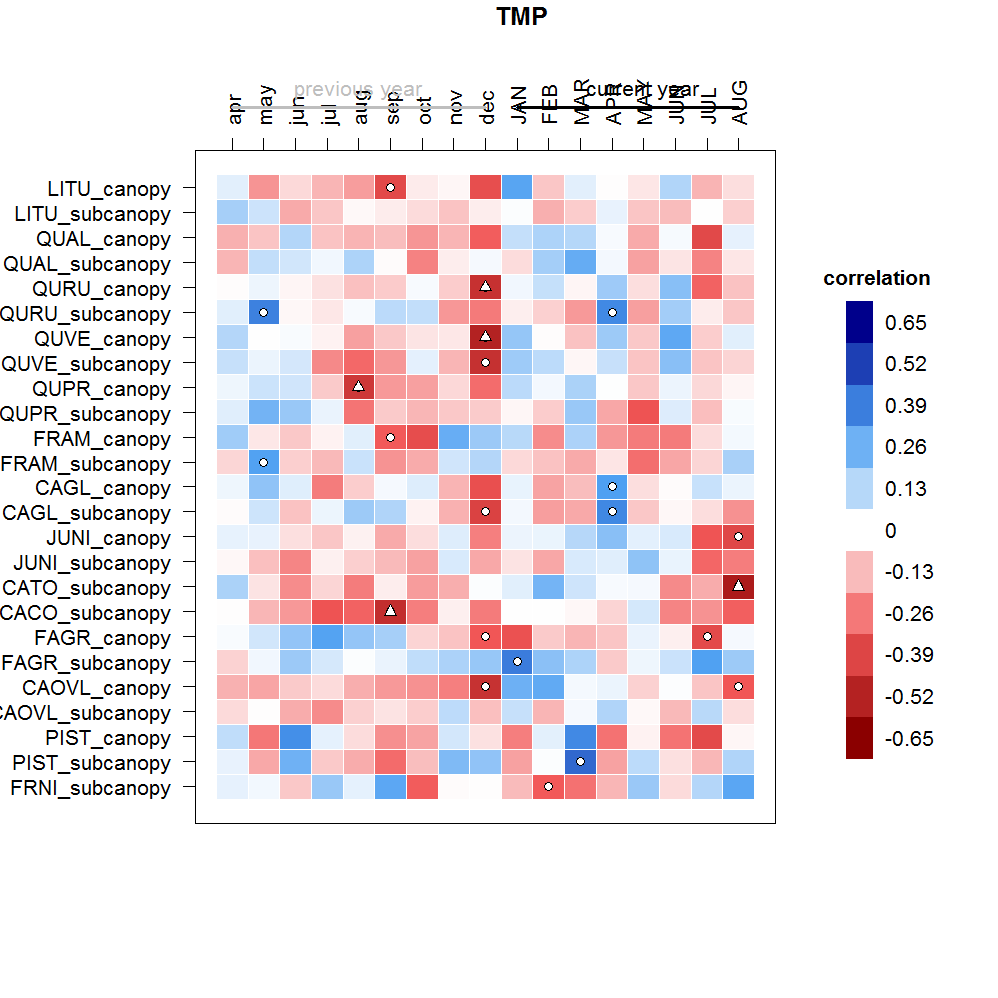 TMP
previous year
current year
apr may jun jul aug sep oct nov dec JAN FEB MAR APR MAY JUN JUL AUG
LITU_canopy
LITU_subcanopy
QUAL_canopy
QUAL_subcanopy
QURU_canopy
QURU_subcanopy
QUVE_canopy
QUVE_subcanopy
QUPR_canopy
QUPR_subcanopy
FRAM_canopy
FRAM_subcanopy
CAGL_canopy
CAGL_subcanopy
JUNI_canopy
JUNI_subcanopy
CATO_subcanopy
CACO_subcanopy
FAGR_canopy
FAGR_subcanopy
CAOVL_canopy
CAOVL_subcanopy
PIST_canopy
PIST_subcanopy
FRNI_subcanopy
correlation
0.65
0.52
0.39
0.26
0.13
0
-0.13
-0.26
-0.39
-0.52
-0.65